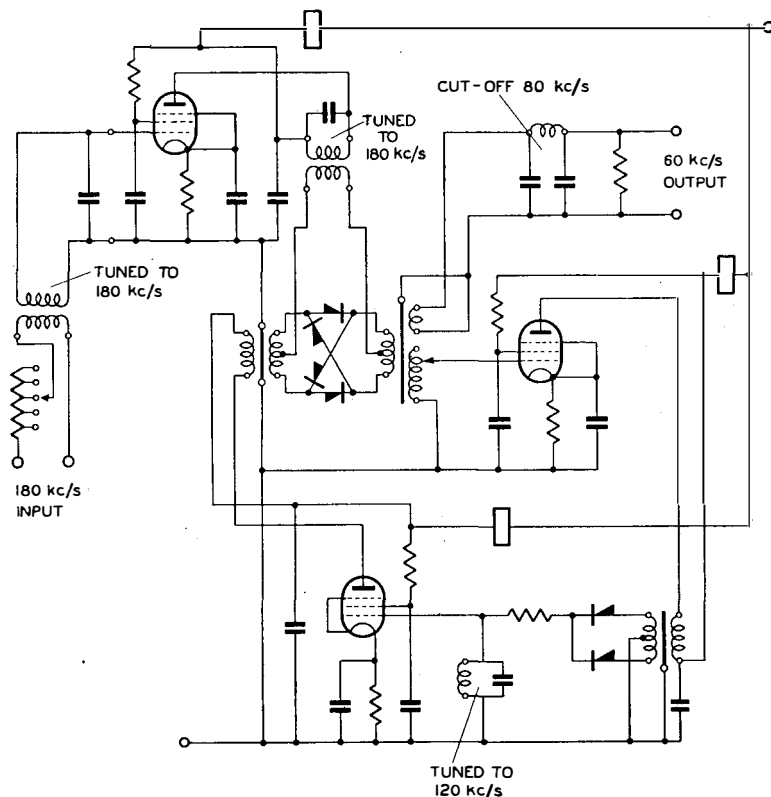 CUT-OFF 80 kc/s
TUNED
TO
180 kc/s
60 kc/s
OUTPUT
TUNED TO
180 kc/s
180 kc/s
INPUT
TUNED TO
120 kc/s